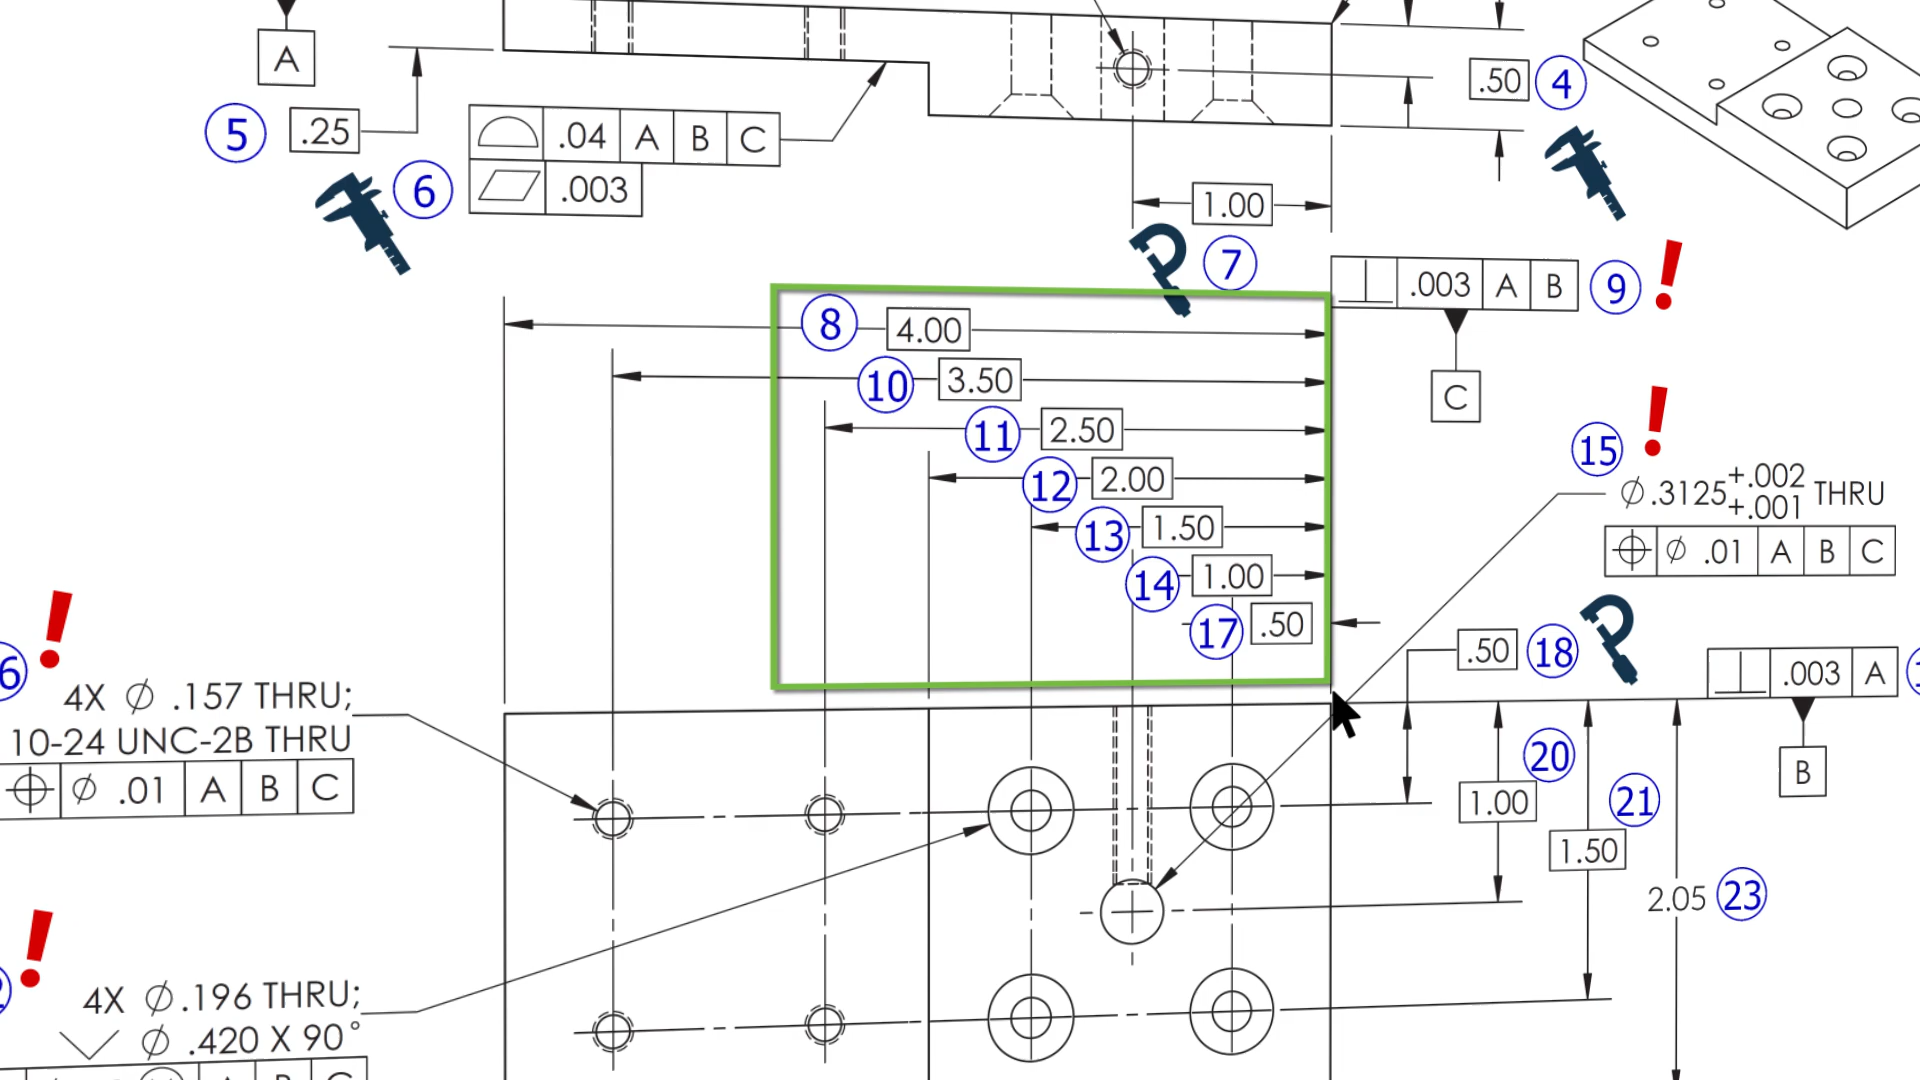 A
5 .25
⌓ .04 A B C
6 ⏥ .003
.50 4
1.00
7
⟂ .003 A B 9 !
C
8 4.00
10 3.50
11 2.50
12 2.00
13 1.50
14 1.00
17 .50
15 !
∅.3125 +.002 +.001 THRU
⌖ ∅ .01 A B C
.50 18
⟂ .003 A
B
6 !
4X ∅ .157 THRU;
10-24 UNC-2B THRU
⌖ ∅ .01 A B C
20
1.00
21
1.50
2.05 23
!
4X ∅.196 THRU;
⌵ ∅ .420 X 90°